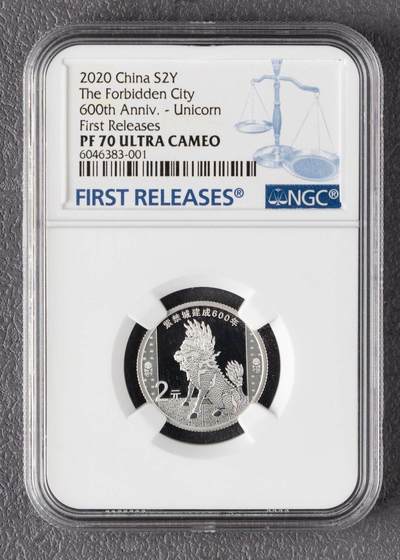 2020 China S2Y
The Forbidden City
600th Anniv. - Unicorn
First Releases
PF 70 ULTRA CAMEO
6046383-001
FIRST RELEASES®
NGC®
紫禁城建成600年
2元